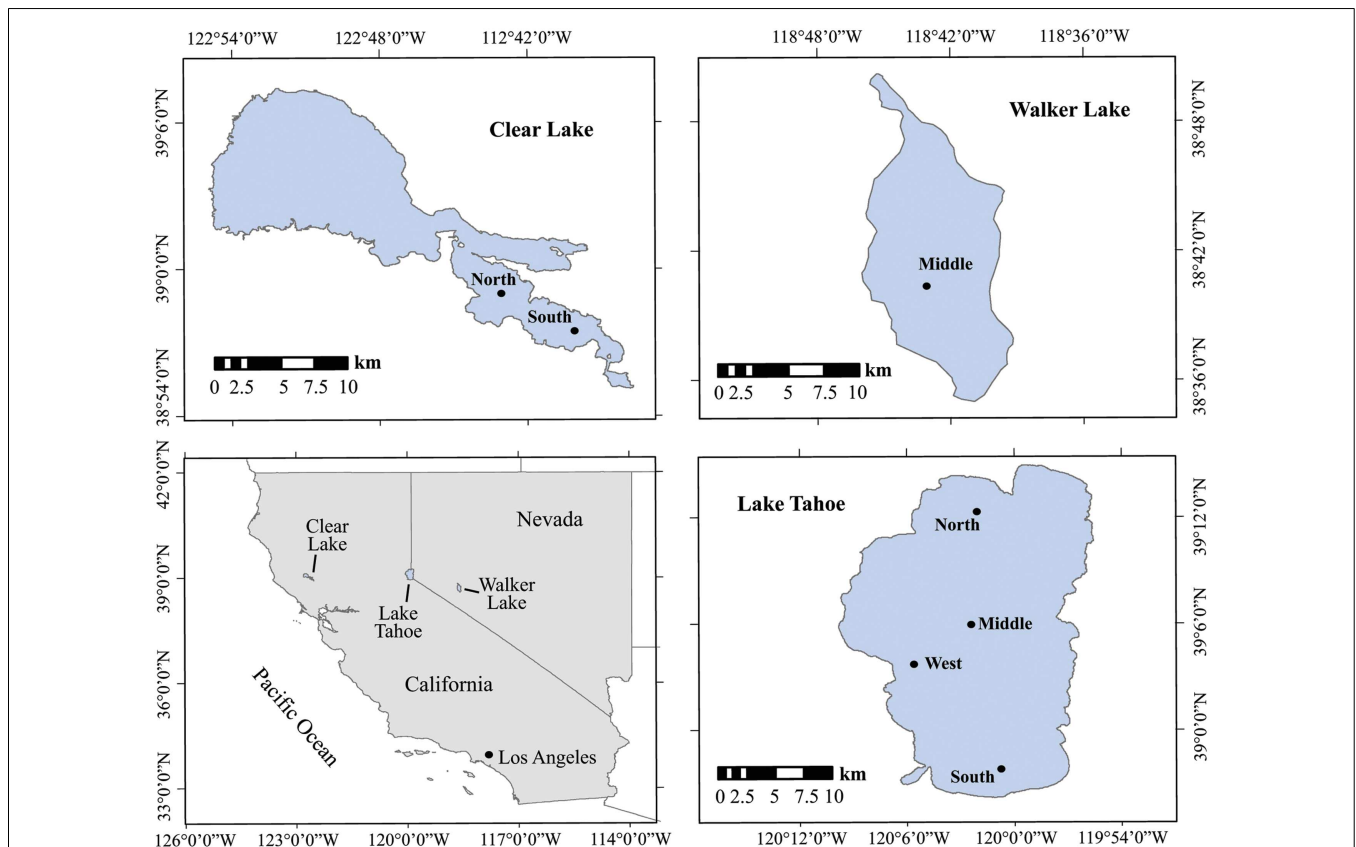 122°54’0’’W 122°48’0’’W 112°42’0’’W
39°6’0’’N
39°0’0’’N
38°54’0’’N
Clear Lake
North
South
km
0 2.5 5 7.5 10
118°48’0’’W 118°42’0’’W 118°36’0’’W
Walker Lake
38°48’0’’N
38°42’0’’N
38°36’0’’N
Middle
km
0 2.5 5 7.5 10
42°0’0’’N
39°0’0’’N
36°0’0’’N
33°0’0’’N
Nevada
Clear
Lake
Walker
Lake
Lake
Tahoe
California
Pacific Ocean
Los Angeles
126°0’0’’W 123°0’0’’W 120°0’0’’W 117°0’0’’W 114°0’0’’W
Lake Tahoe
North
Middle
West
South
39°12’0’’N
39°6’0’’N
39°0’0’’N
km
0 2.5 5 7.5 10
120°12’0’’W 120°6’0’’W 120°0’0’’W 119°54’0’’W